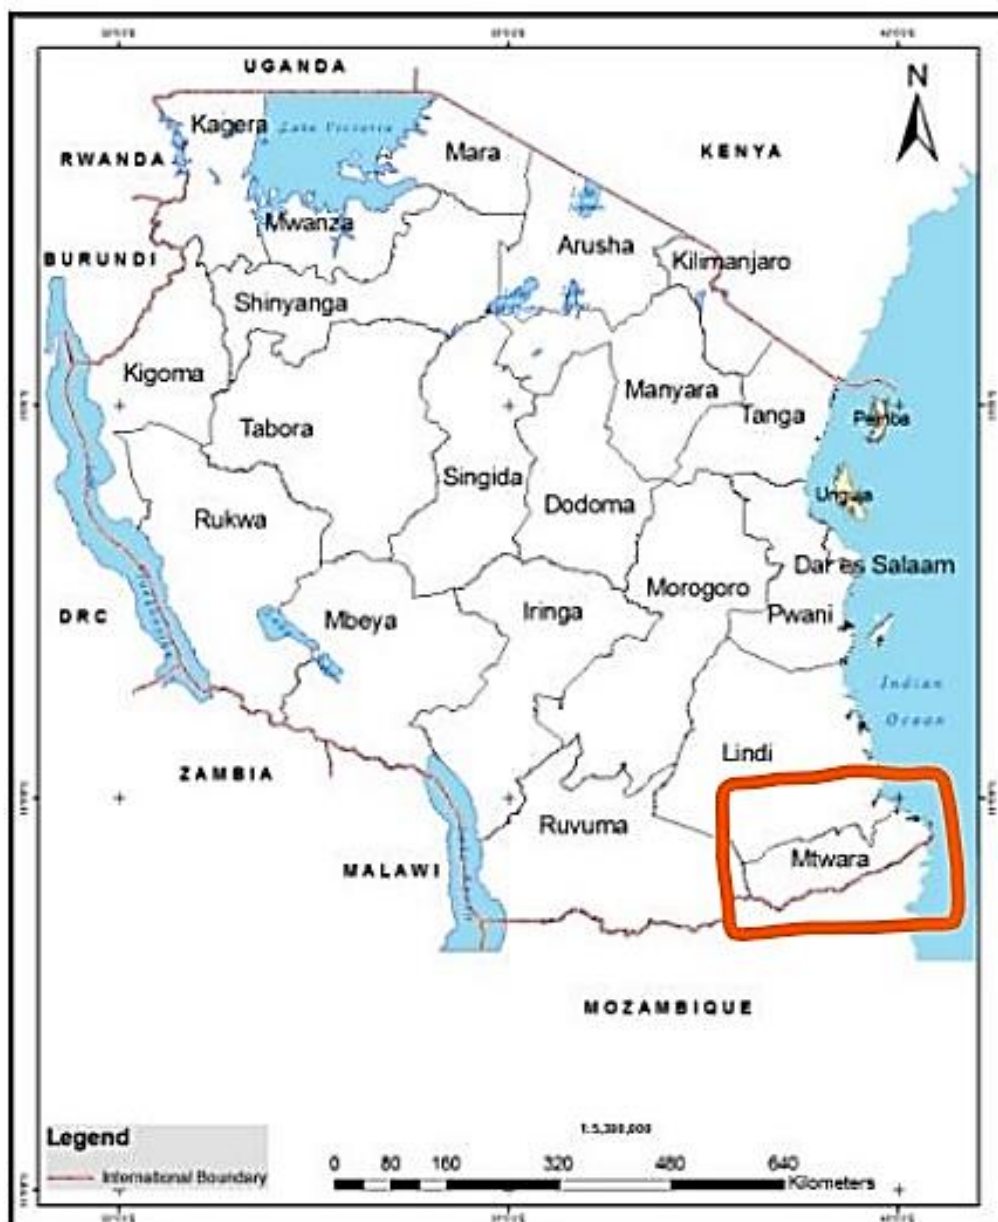 UGANDA
N
Kagera
Lake Victoria
RWANDA
Mara
KENYA
Mwanza
BURUNDI
Arusha
Kilimanjaro
Shinyanga
Kigoma
Manyara
Tabora
Tanga
Pemba
Singida
Unguja
Dodoma
Rukwa
Dar es Salaam
Morogoro
DRC
Mbeya
Iringa
Pwani
Indian
Ocean
Lindi
ZAMBIA
Ruvuma
MALAWI
Mtwara
MOZAMBIQUE
Legend
International Boundary
0 80 160 320 480 640
Kilometers